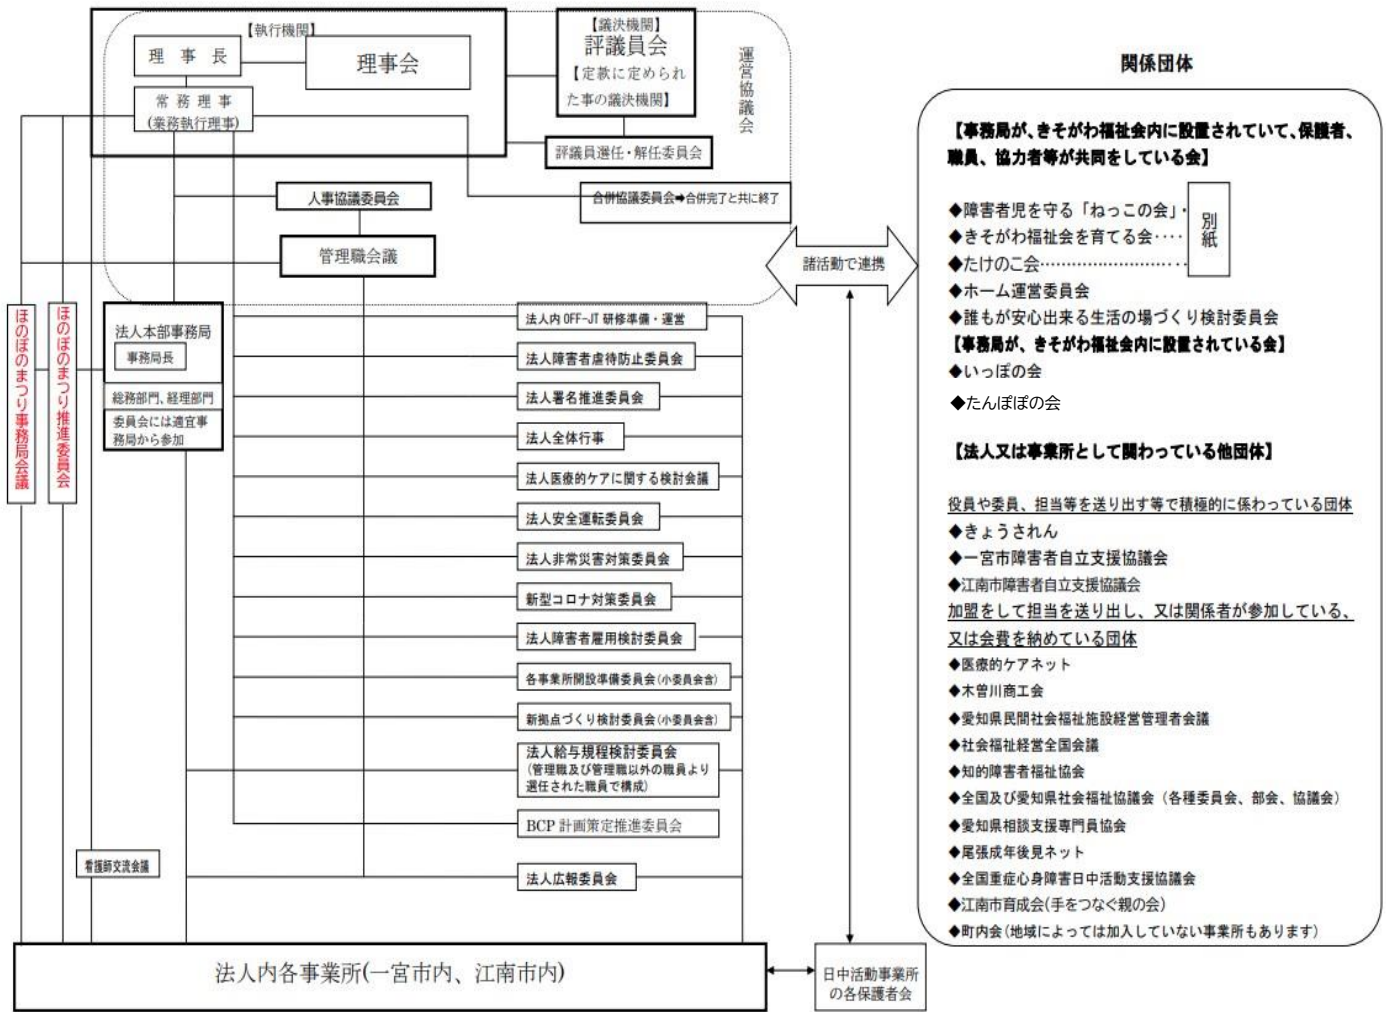 【執行機関】
理事長
理事会
常務理事
(業務執行理事)
【議決機関】
評議員会
【定款に定められ
た事の議決機関】
運営協議会
評議員選任・解任委員会
人事協議委員会
合併協議委員会➡合併完了と共に終了
管理職会議
諸活動で連携
ほのぼのまつり事務局会議
ほのぼのまつり推進委員会
法人本部事務局
事務局長
総務部門、経理部門
委員会には適宜事
務局から参加
法人内 OFF-JT 研修準備・運営
法人障害者虐待防止委員会
法人署名推進委員会
法人全体行事
法人医療的ケアに関する検討会議
法人安全運転委員会
法人非常災害対策委員会
新型コロナ対策委員会
法人障害者雇用検討委員会
各事業所開設準備委員会(小委員会含)
新拠点づくり検討委員会(小委員会含)
法人給与規程検討委員会
(管理職及び管理職以外の職員より
選任された職員で構成)
BCP 計画策定推進委員会
看護師交流会議
法人広報委員会
法人内各事業所(一宮市内、江南市内)
日中活動事業所
の各保護者会
関係団体
【事務局が、きそがわ福祉会内に設置されていて、保護者、
職員、協力者等が共同をしている会】
◆障害者児を守る「ねっこの会」・
◆きそがわ福祉会を育てる会‥‥
◆たけのこ会‥‥‥‥‥‥‥‥‥‥‥‥
別紙
◆ホーム運営委員会
◆誰もが安心出来る生活の場づくり検討委員会
【事務局が、きそがわ福祉会内に設置されている会】
◆いっぽの会
◆たんぽぽの会
【法人又は事業所として関わっている他団体】
役員や委員、担当等を送り出す等で積極的に係わっている団体
◆きょうされん
◆一宮市障害者自立支援協議会
◆江南市障害者自立支援協議会
加盟をして担当を送り出し、又は関係者が参加している、
又は会費を納めている団体
◆医療的ケアネット
◆木曽川商工会
◆愛知県民間社会福祉施設経営管理者会議
◆社会福祉経営全国会議
◆知的障害者福祉協会
◆全国及び愛知県社会福祉協議会（各種委員会、部会、協議会）
◆愛知県相談支援専門員協会
◆尾張成年後見ネット
◆全国重症心身障害日中活動支援協議会
◆江南市育成会(手をつなぐ親の会)
◆町内会(地域によっては加入していない事業所もあります)